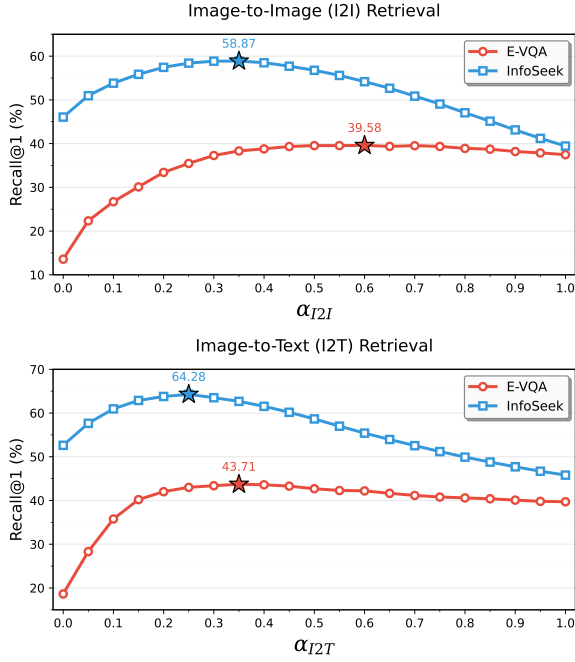 Image-to-Image (I2I) Retrieval
58.87
39.58
E-VQA
InfoSeek
Recall@1 (%)
60
50
40
30
20
10
0.0 0.1 0.2 0.3 0.4 0.5 0.6 0.7 0.8 0.9 1.0
α_I2I
Image-to-Text (I2T) Retrieval
64.28
43.71
E-VQA
InfoSeek
Recall@1 (%)
70
60
50
40
30
20
0.0 0.1 0.2 0.3 0.4 0.5 0.6 0.7 0.8 0.9 1.0
α_I2T